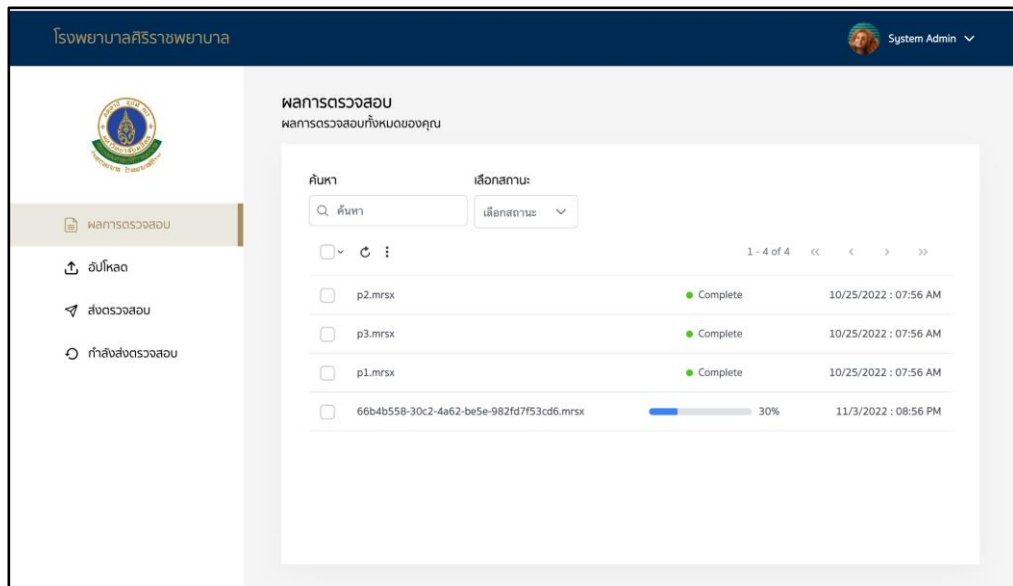 โรงพยาบาลศิริราชพยาบาล
System Admin
ผลการตรวจสอบ
ผลการตรวจสอบทั้งหมดของคุณ
ค้นหา
เลือกสถานะ
ค้นหา
เลือกสถานะ
ผลการตรวจสอบ
อัปโหลด
ส่งตรวจสอบ
กำลังส่งตรวจสอบ
1 - 4 of 4
p2.mrsx Complete 10/25/2022 : 07:56 AM
p3.mrsx Complete 10/25/2022 : 07:56 AM
p1.mrsx Complete 10/25/2022 : 07:56 AM
66b4b558-30c2-4a62-be5e-982fd7f53cd6.mrsx 30% 11/3/2022 : 08:56 PM